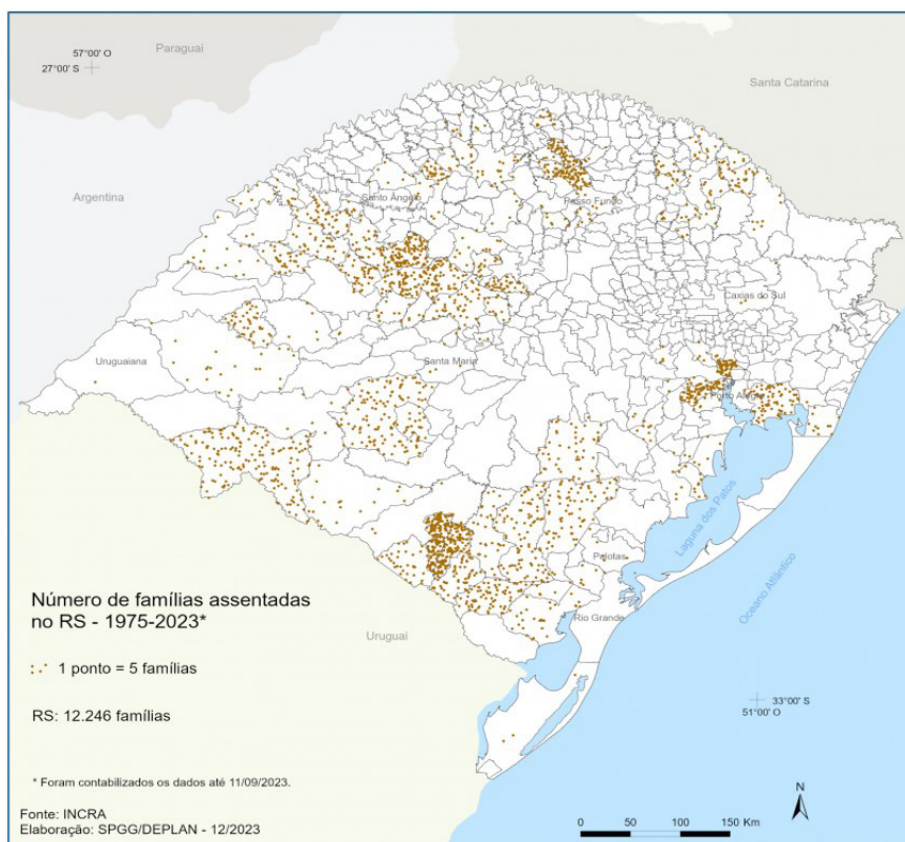 Paraguai
57°00' O
27°00' S
Santa Catarina
Argentina
Santo Ângelo
Passo Fundo
Caxias do Sul
Uruguaiana
Santa Maria
Porto Alegre
Laguna dos Patos
Pelotas
Oceano Atlântico
Rio Grande
Uruguai
Número de famílias assentadas
no RS - 1975-2023*
1 ponto = 5 famílias
RS: 12.246 famílias
33°00' S
51°00' O
* Foram contabilizados os dados até 11/09/2023.
N
Fonte: INCRA
Elaboração: SPGG/DEPLAN - 12/2023
0 50 100 150 Km